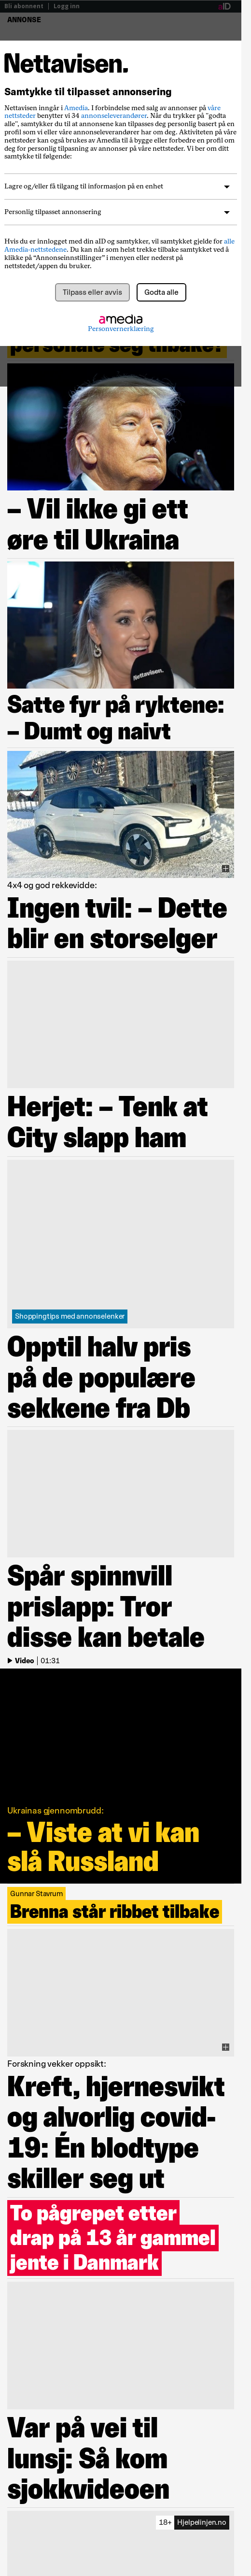 Bli abonnent | Logg inn
aID
ANNONSE
Nettavisen.
Samtykke til tilpasset annonsering
Nettavisen inngår i Amedia. I forbindelse med salg av annonser på våre
nettsteder benytter vi 34 annonseleverandører. Når du trykker på "godta
alle", samtykker du til at annonsene kan tilpasses deg personlig basert på en
profil som vi eller våre annonseleverandører har om deg. Aktiviteten på våre
nettsteder kan også brukes av Amedia til å bygge eller forbedre en profil om
deg for personlig tilpasning av annonser på våre nettsteder. Vi ber om ditt
samtykke til følgende:
Lagre og/eller få tilgang til informasjon på en enhet
Personlig tilpasset annonsering
Hvis du er innlogget med din aID og samtykker, vil samtykket gjelde for alle
Amedia-nettstedene. Du kan når som helst trekke tilbake samtykket ved å
klikke på "Annonseinnstillinger" i menyen eller nederst på
nettstedet/appen du bruker.
Tilpass eller avvis
Godta alle
amedia
Personvernerklæring
personale seg tilbake?
– Vil ikke gi ett
øre til Ukraina
Nettavisen.
Satte fyr på ryktene:
– Dumt og naivt
4x4 og god rekkevidde:
Ingen tvil: – Dette
blir en storselger
Herjet: – Tenk at
City slapp ham
Shoppingtips med annonselenker
Opptil halv pris
på de populære
sekkene fra Db
Spår spinnvill
prislapp: Tror
disse kan betale
Video | 01:31
Ukrainas gjennombrudd:
– Viste at vi kan
slå Russland
Gunnar Stavrum
Brenna står ribbet tilbake
Forskning vekker oppsikt:
Kreft, hjernesvikt
og alvorlig covid-
19: Én blodtype
skiller seg ut
To pågrepet etter
drap på 13 år gammel
jente i Danmark
Var på vei til
lunsj: Så kom
sjokkvideoen
18+ Hjelpelinjen.no